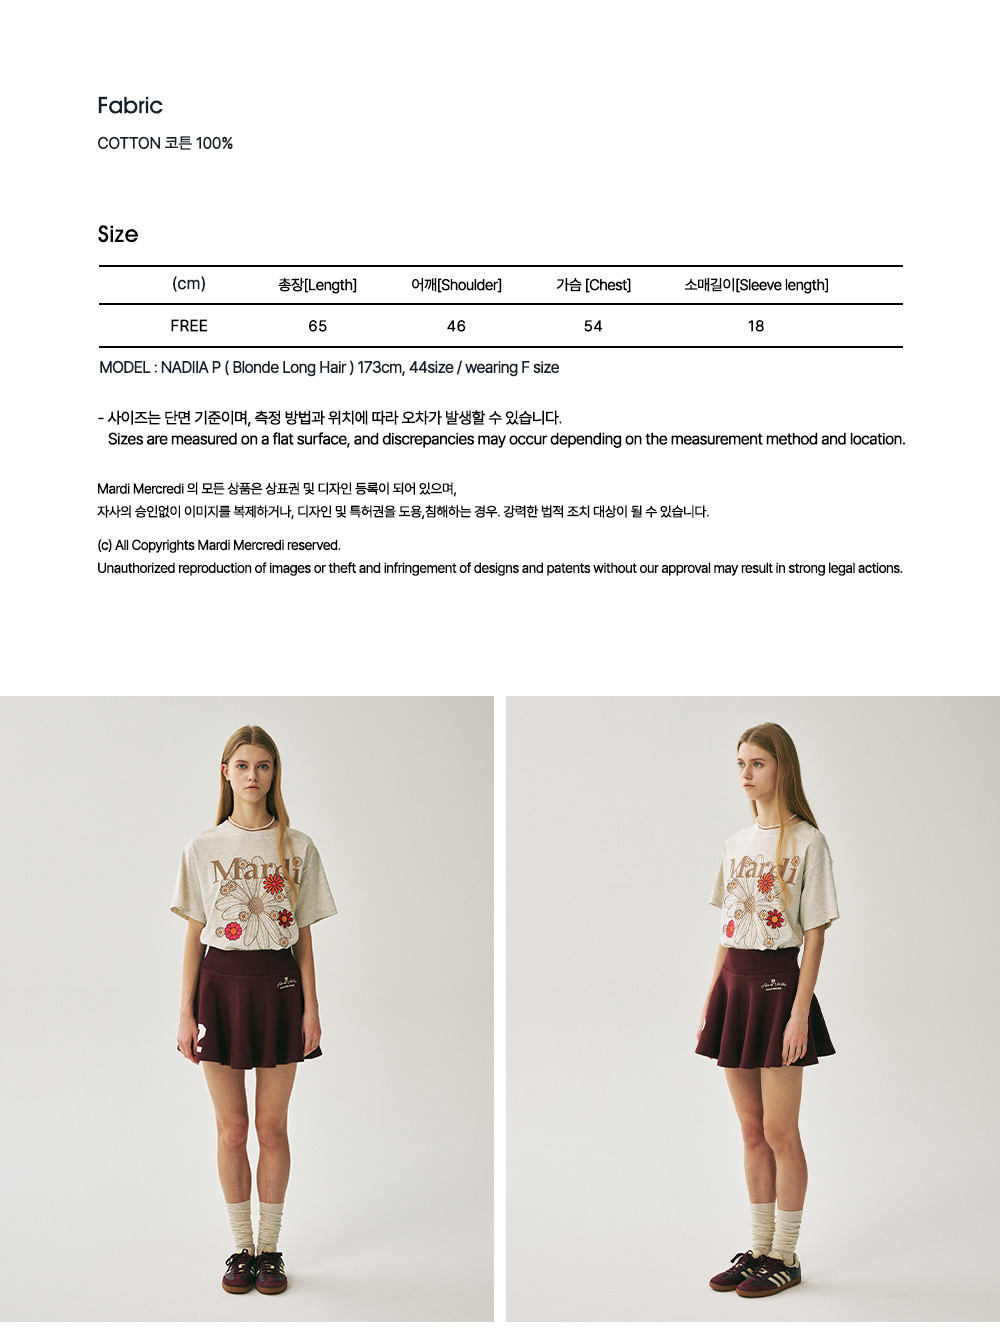 Fabric
COTTON 코튼 100%
Size
(cm) 총장[Length] 어깨[Shoulder] 가슴 [Chest] 소매길이[Sleeve length]
FREE 65 46 54 18
MODEL : NADIIA P ( Blonde Long Hair ) 173cm, 44size / wearing F size
- 사이즈는 단면 기준이며, 측정 방법과 위치에 따라 오차가 발생할 수 있습니다.
Sizes are measured on a flat surface, and discrepancies may occur depending on the measurement method and location.
Mardi Mercredi 의 모든 상품은 상표권 및 디자인 등록이 되어 있으며,
자사의 승인없이 이미지를 복제하거나, 디자인 및 특허권을 도용,침해하는 경우. 강력한 법적 조치 대상이 될 수 있습니다.
(c) All Copyrights Mardi Mercredi reserved.
Unauthorized reproduction of images or theft and infringement of designs and patents without our approval may result in strong legal actions.
Mardi
2
Mardi